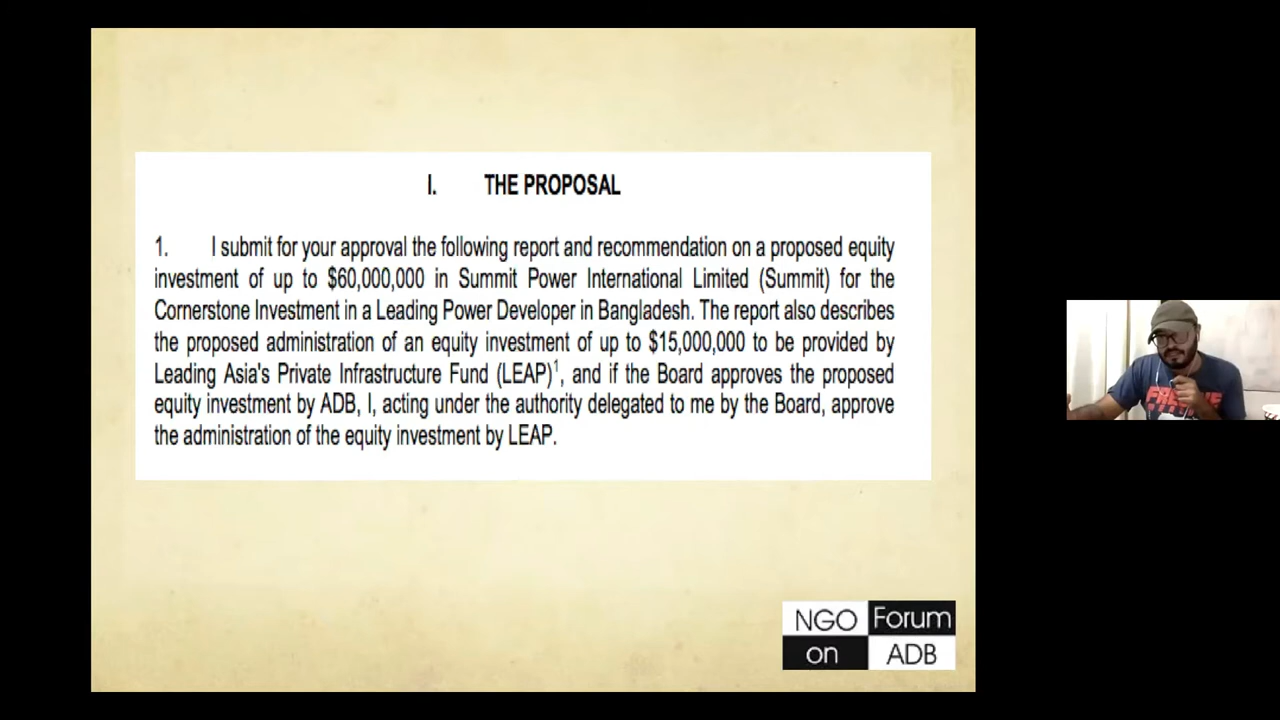 I. THE PROPOSAL
1. I submit for your approval the following report and recommendation on a proposed equity
investment of up to $60,000,000 in Summit Power International Limited (Summit) for the
Cornerstone Investment in a Leading Power Developer in Bangladesh. The report also describes
the proposed administration of an equity investment of up to $15,000,000 to be provided by
Leading Asia's Private Infrastructure Fund (LEAP)¹, and if the Board approves the proposed
equity investment by ADB, I, acting under the authority delegated to me by the Board, approve
the administration of the equity investment by LEAP.
NGO Forum
on ADB